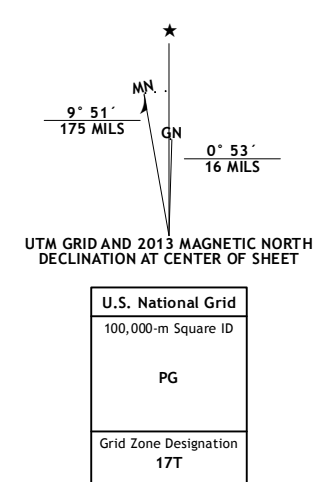 ★
MN
9° 51´
175 MILS
GN
0° 53´
16 MILS
UTM GRID AND 2013 MAGNETIC NORTH
DECLINATION AT CENTER OF SHEET
U.S. National Grid
100,000-m Square ID
PG
Grid Zone Designation
17T